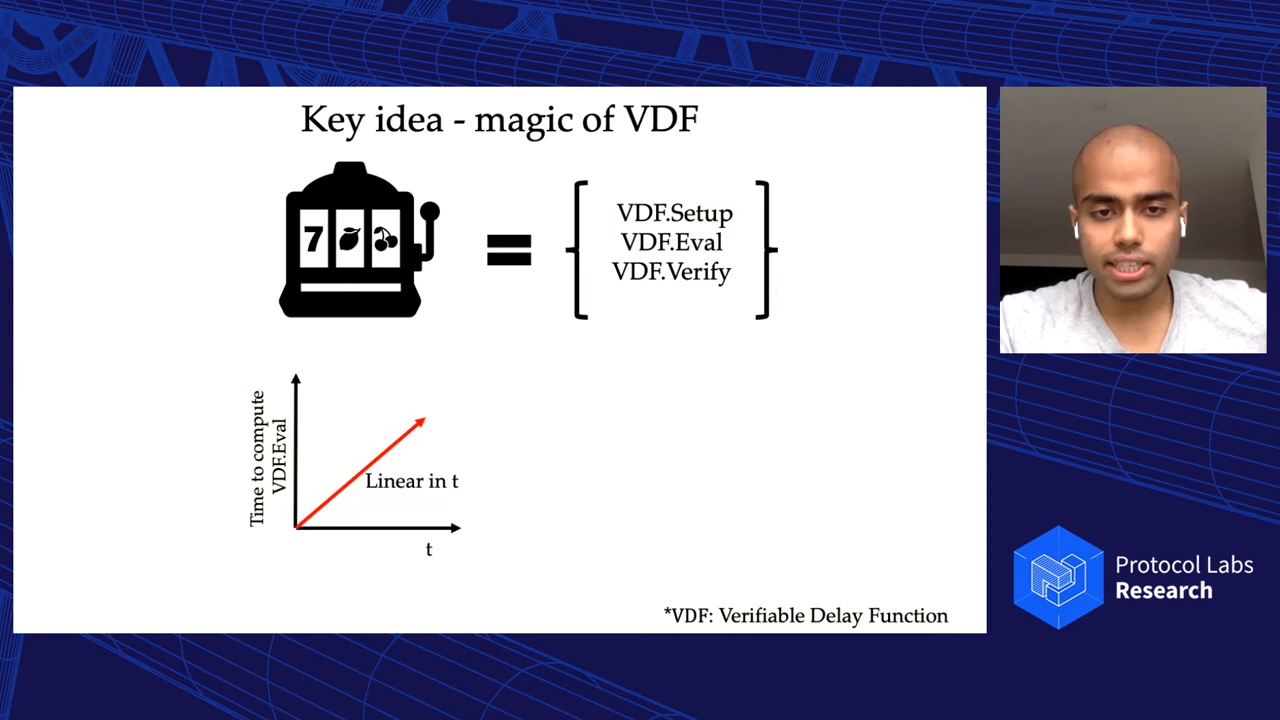 Key idea - magic of VDF
7
=
VDF.Setup
VDF.Eval
VDF.Verify
Time to compute
VDF.Eval
Linear in t
t
*VDF: Verifiable Delay Function
Protocol Labs
Research